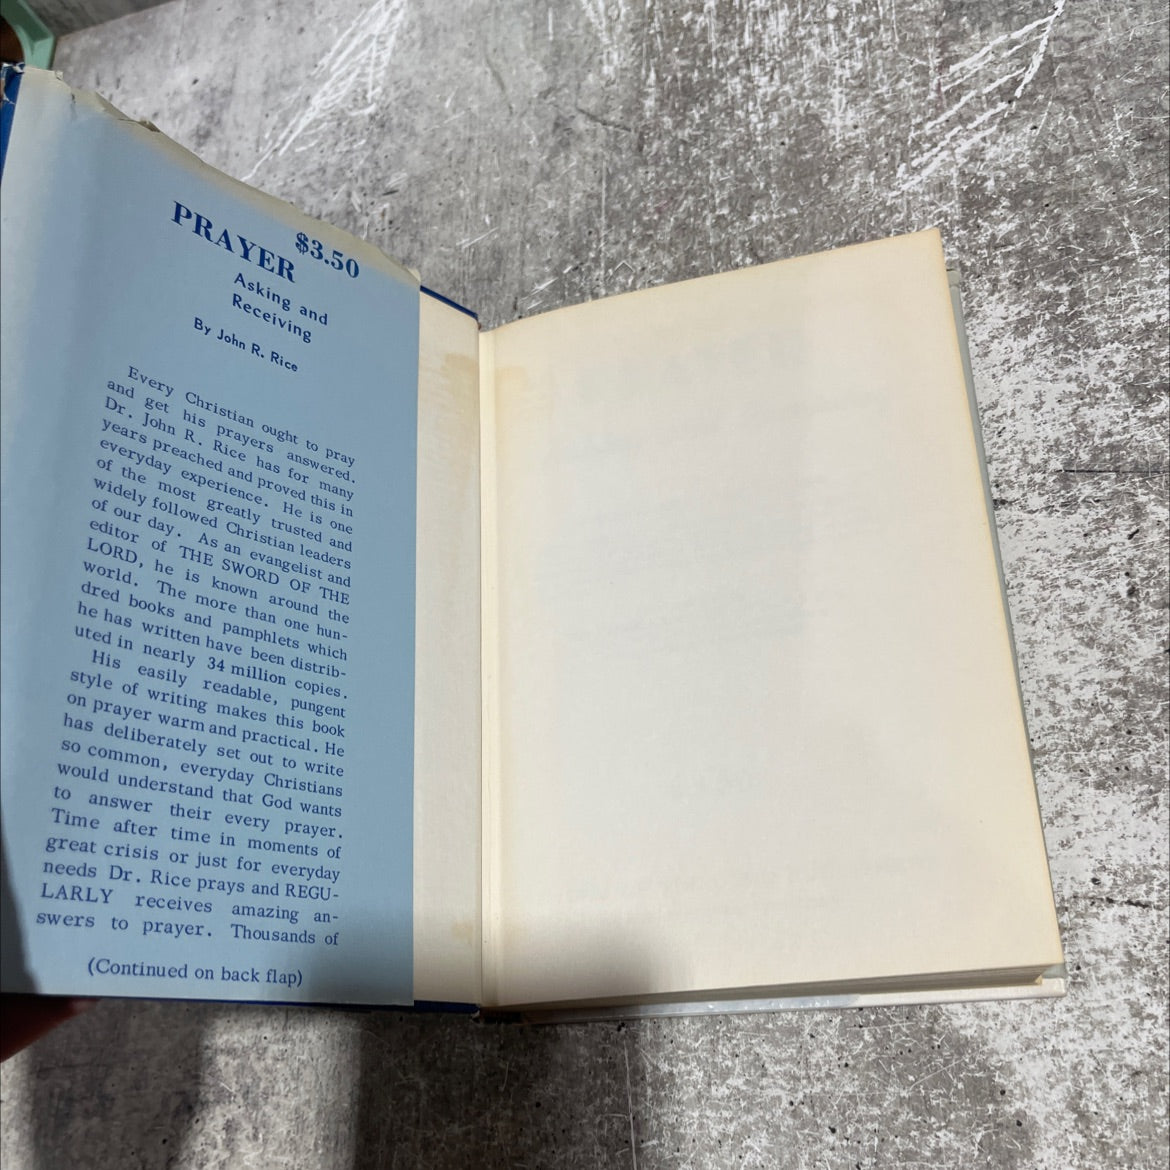 $3.50
PRAYER
Asking and
Receiving
By John R. Rice
Every Christian ought to pray
and get his prayers answered.
Dr. John R. Rice has for many
years preached and proved this in
everyday experience. He is one
of the most greatly trusted and
widely followed Christian leaders
of our day. As an evangelist and
editor of THE SWORD OF THE
LORD, he is known around the
world. The more than one hun-
dred books and pamphlets which
he has written have been distrib-
uted in nearly 34 million copies.
His easily readable, pungent
style of writing makes this book
on prayer warm and practical. He
has deliberately set out to write
so common, everyday Christians
would understand that God wants
to answer their every prayer.
Time after time in moments of
great crisis or just for everyday
needs Dr. Rice prays and REGU-
LARLY receives amazing an-
swers to prayer. Thousands of
(Continued on back flap)